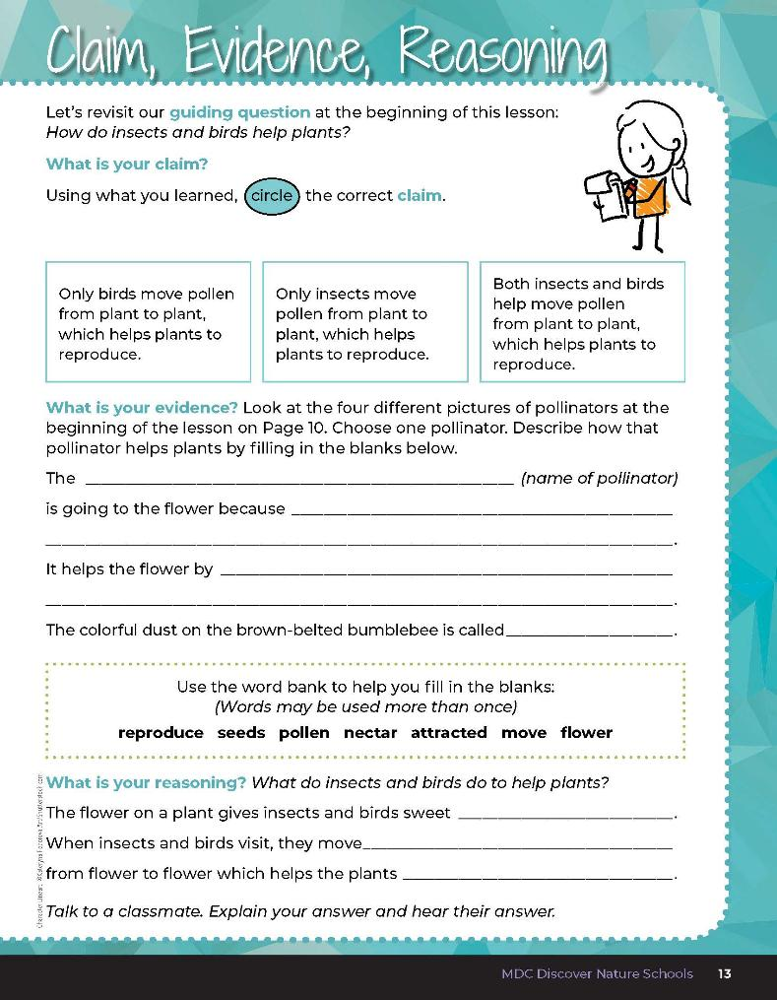 Claim, Evidence, Reasoning
Let's revisit our guiding question at the beginning of this lesson:
How do insects and birds help plants?
What is your claim?
Using what you learned, circle the correct claim.
Only birds move pollen
from plant to plant,
which helps plants to
reproduce.
Only insects move
pollen from plant to
plant, which helps
plants to reproduce.
Both insects and birds
help move pollen
from plant to plant,
which helps plants to
reproduce.
What is your evidence? Look at the four different pictures of pollinators at the
beginning of the lesson on Page 10. Choose one pollinator. Describe how that
pollinator helps plants by filling in the blanks below.
The ______ (name of pollinator)
is going to the flower because ______
______.
It helps the flower by ______
______.
The colorful dust on the brown-belted bumblebee is called ______.
Use the word bank to help you fill in the blanks:
(Words may be used more than once)
reproduce seeds pollen nectar attracted move flower
What is your reasoning? What do insects and birds do to help plants?
The flower on a plant gives insects and birds sweet ______.
When insects and birds visit, they move ______
from flower to flower which helps the plants ______.
Talk to a classmate. Explain your answer and hear their answer.
MDC Discover Nature Schools 13